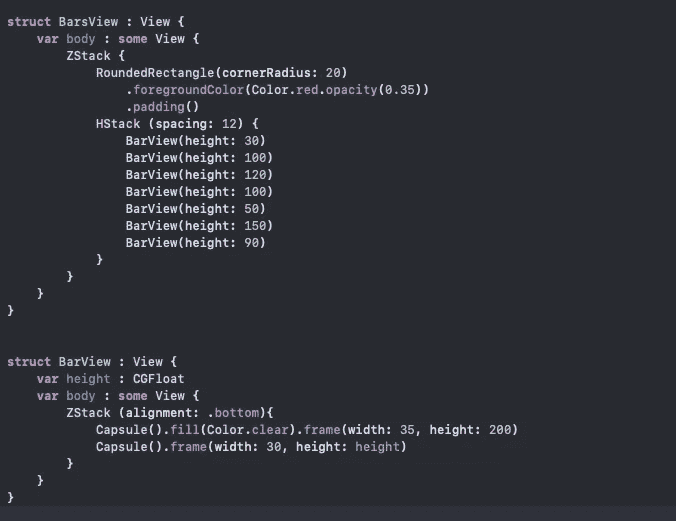 struct BarsView : View {
    var body : some View {
        ZStack {
            RoundedRectangle(cornerRadius: 20)
                .foregroundColor(Color.red.opacity(0.35))
                .padding()
            HStack (spacing: 12) {
                BarView(height: 30)
                BarView(height: 100)
                BarView(height: 120)
                BarView(height: 100)
                BarView(height: 50)
                BarView(height: 150)
                BarView(height: 90)
            }
        }
    }
}
struct BarView : View {
    var height : CGFloat
    var body : some View {
        ZStack (alignment: .bottom){
            Capsule().fill(Color.clear).frame(width: 35, height: 200)
            Capsule().frame(width: 30, height: height)
        }
    }
}